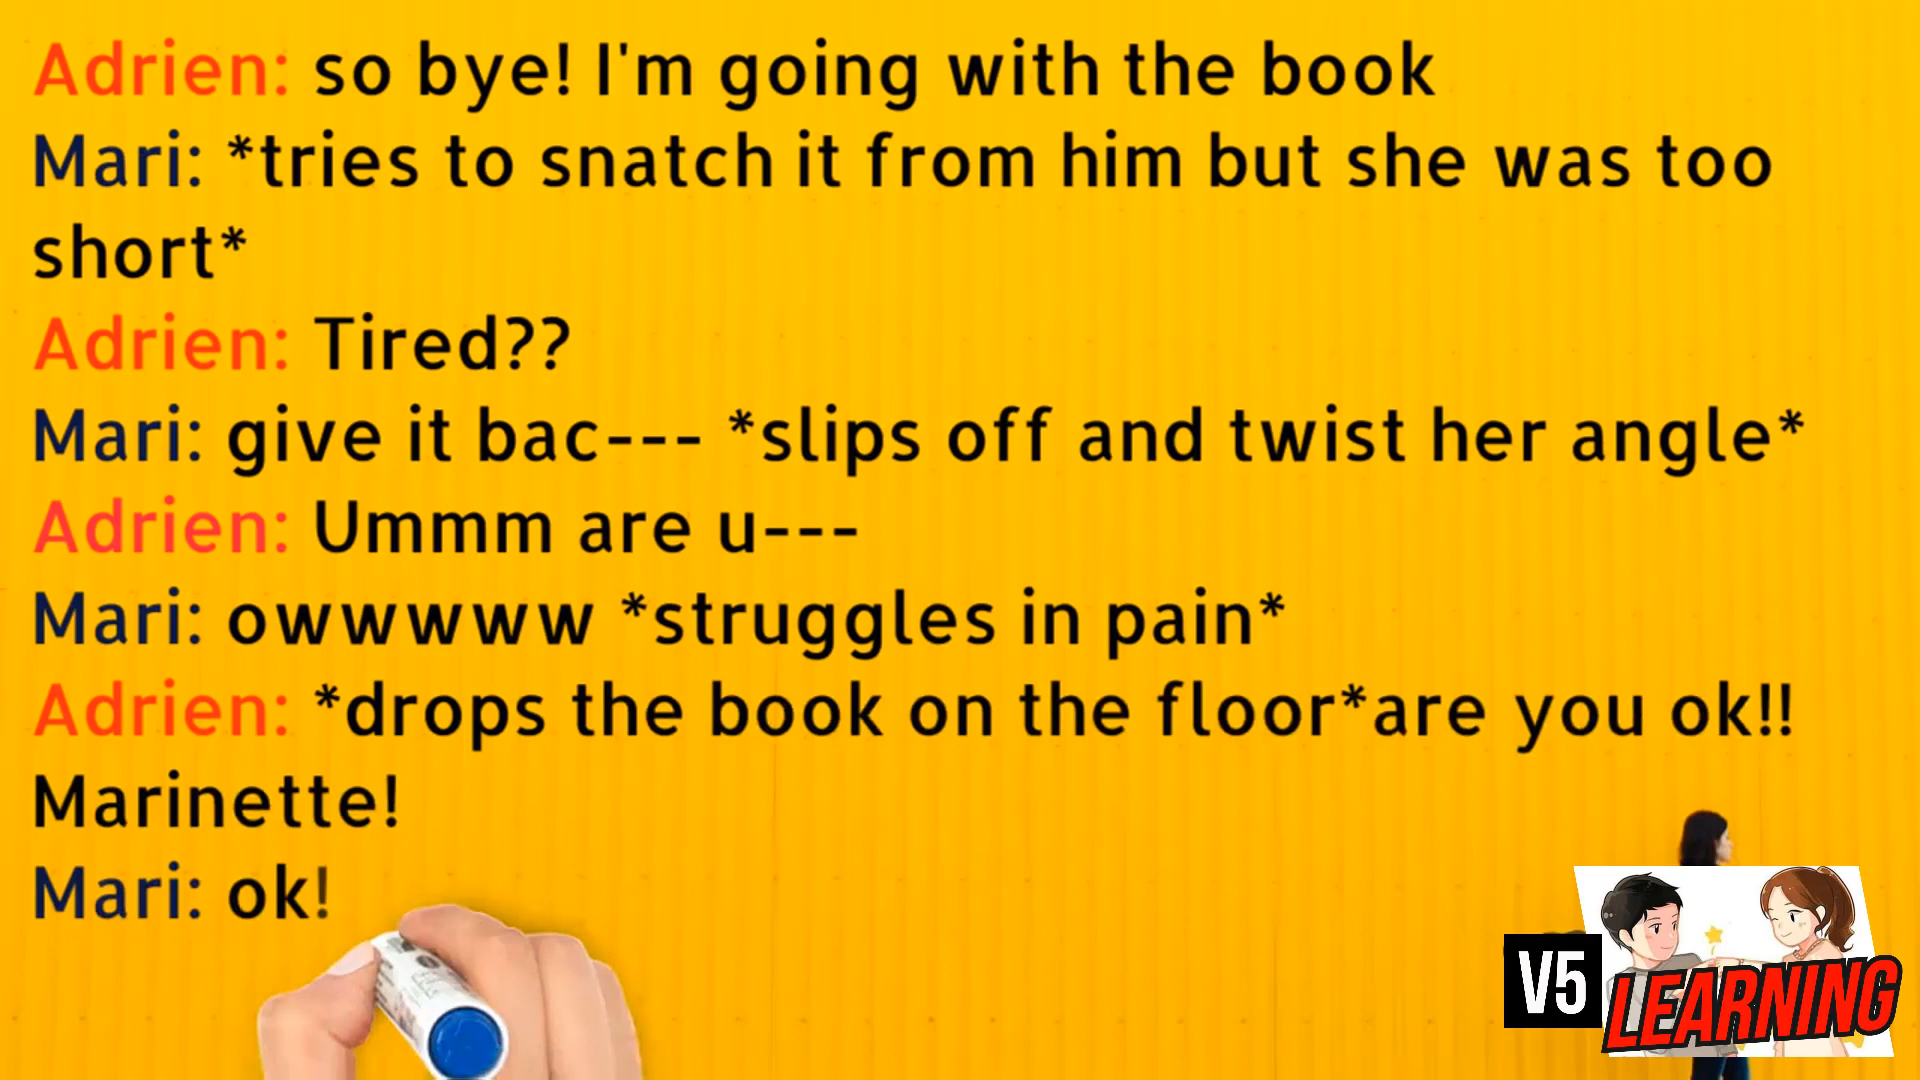 Adrien: so bye! I'm going with the book
Mari: *tries to snatch it from him but she was too
short*
Adrien: Tired??
Mari: give it bac--- *slips off and twist her angle*
Adrien: Ummm are u---
Mari: owwwwww *struggles in pain*
Adrien: *drops the book on the floor*are you ok!!
Marinette!
Mari: ok!
V5
LEARNING